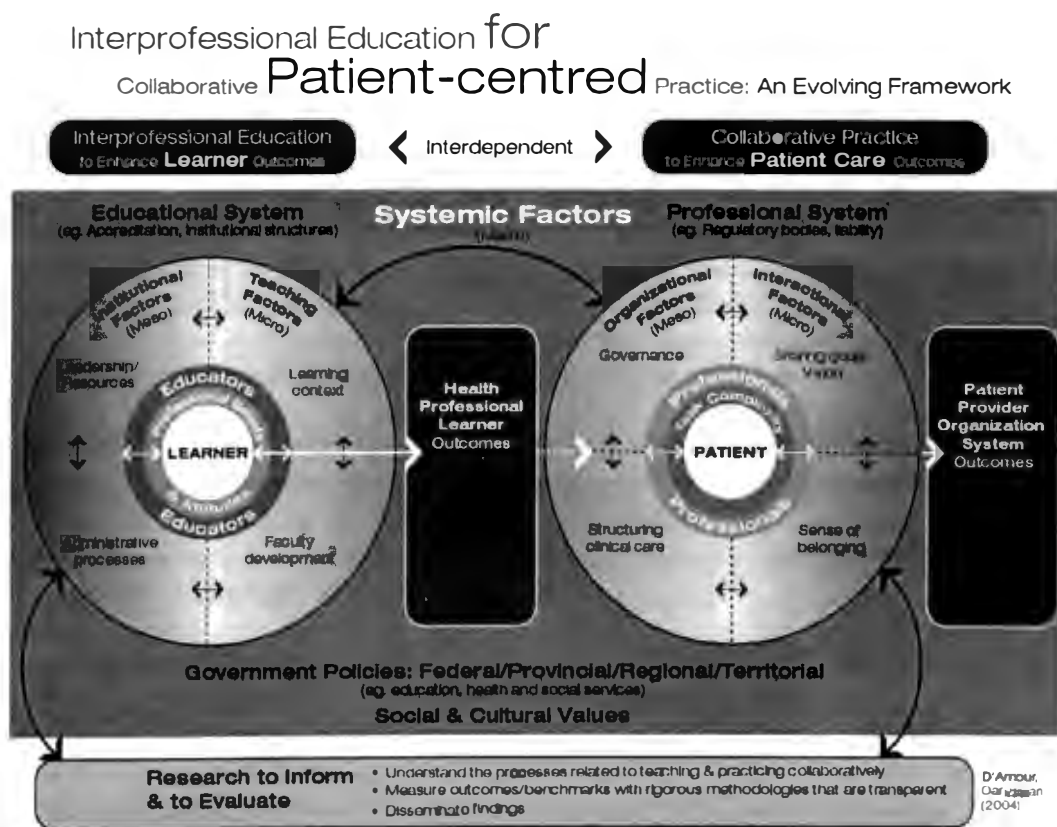 Interprofessional Education for
Collaborative Patient-centred Practice: An Evolving Framework
Interprofessional Education
to Enhance Learner Outcomes
Interdependent
Collaborative Practice
to Enhance Patient Care Outcomes
Educational System
(eg. Accreditation, Institutional structures)
Systemic Factors
Professional System
(eg. Regulatory bodies, liability)
Institutional
Factors
(Meso)
Teaching
Factors
(Micro)
Leadership/
Resources
Learning
context
Educators
LEARNER
Educators
Administrative
processes
Faculty
development
Health
Professional
Learner
Outcomes
Organizational
Factors
(Meso)
Interactional
Factors
(Micro)
Governance
Vision
Professionals
PATIENT
Professionals
Structuring
clinical care
Sense of
belonging
Patient
Provider
Organization
System
Outcomes
Government Policies: Federal/Provincial/Regional/Territorial
(eg. education, health and social services)
Social & Cultural Values
Research to Inform
& to Evaluate
• Understand the processes related to teaching & practicing collaboratively
• Measure outcomes/benchmarks with rigorous methodologies that are transparent
• Disseminate findings
D'Amour,
(2004)